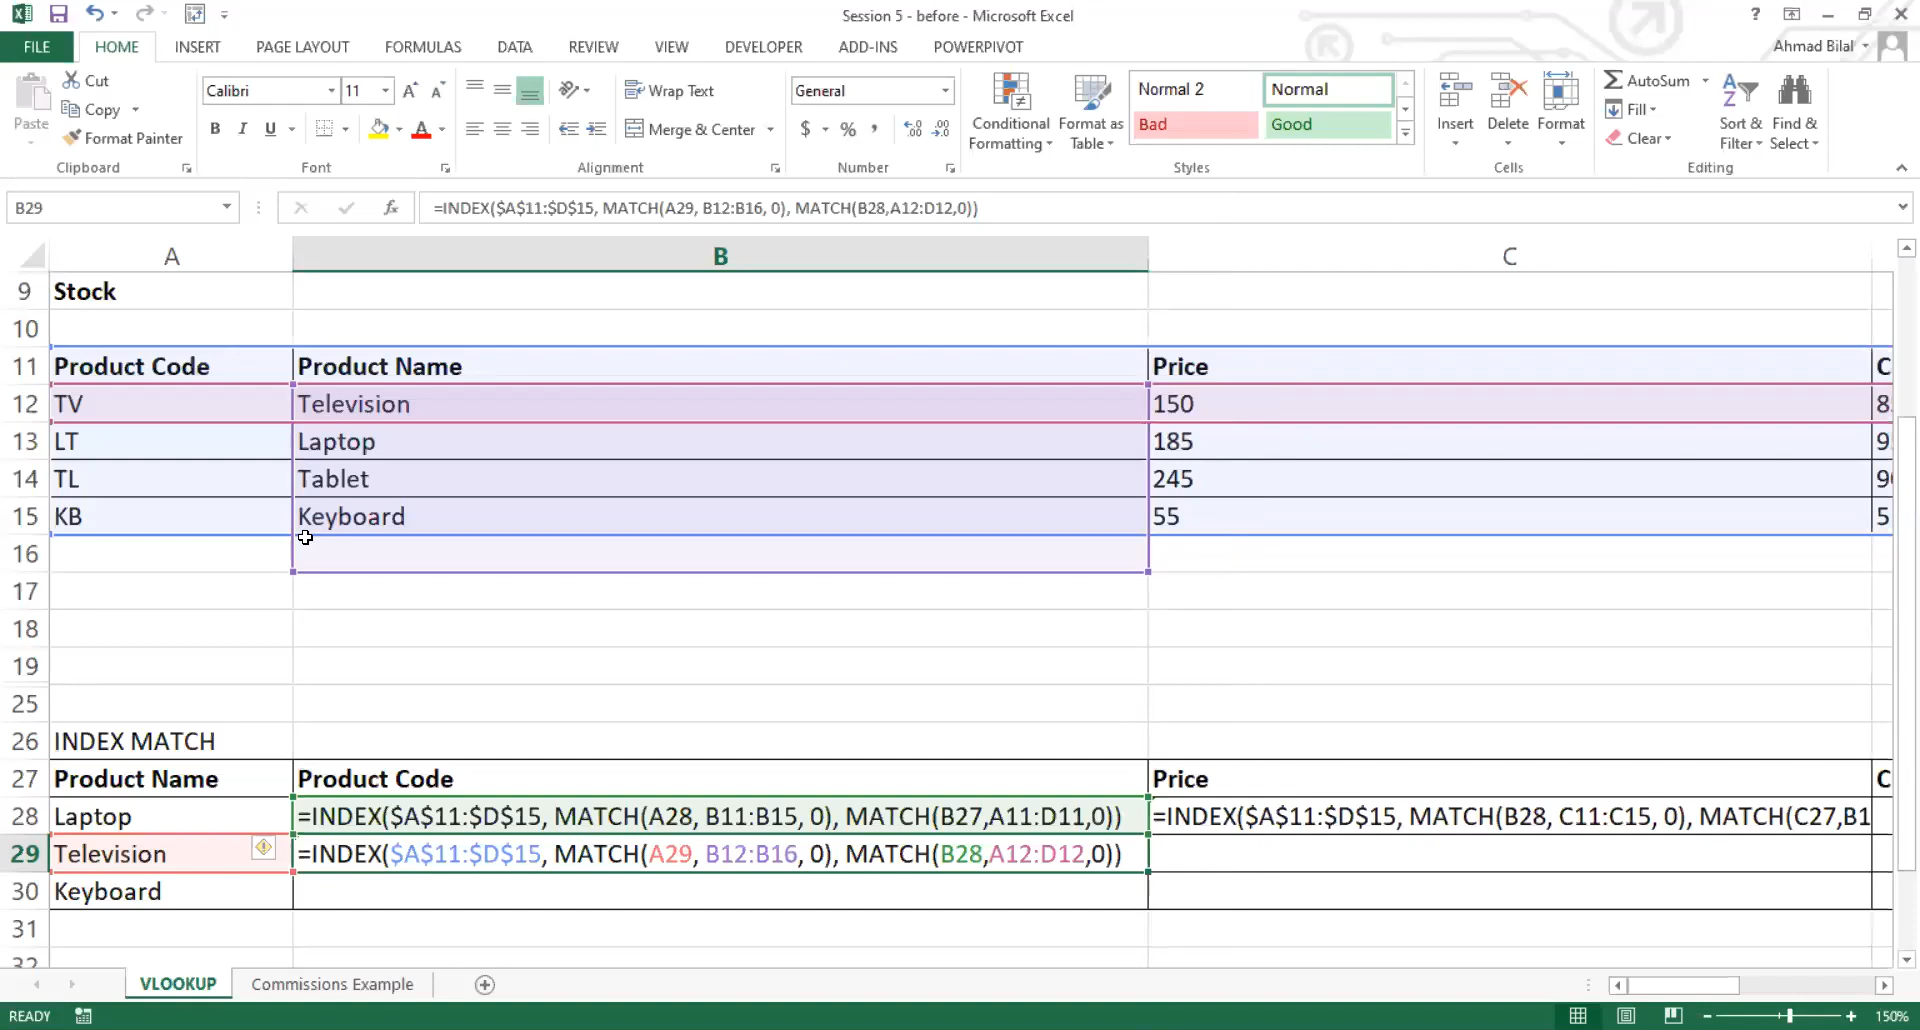 Session 5 - before - Microsoft Excel
?
FILE HOME INSERT PAGE LAYOUT FORMULAS DATA REVIEW VIEW DEVELOPER ADD-INS POWERPIVOT Ahmad Bilal
Paste
Cut
Copy
Format Painter
Clipboard
Calibri 11
B I U
Font
Wrap Text
Merge & Center
Alignment
General
$ % ,
Number
Conditional Formatting
Format as Table
Normal 2 Normal
Bad Good
Styles
Insert Delete Format
Cells
AutoSum
Fill
Clear
Sort & Filter
Find & Select
Editing
B29 fx =INDEX($A$11:$D$15, MATCH(A29, B12:B16, 0), MATCH(B28,A12:D12,0))
A B C
9 Stock
10
11 Product Code Product Name Price C
12 TV Television 150 8
13 LT Laptop 185 9
14 TL Tablet 245 9
15 KB Keyboard 55 5
16
17
18
19
25
26 INDEX MATCH
27 Product Name Product Code Price C
28 Laptop =INDEX($A$11:$D$15, MATCH(A28, B11:B15, 0), MATCH(B27,A11:D11,0)) =INDEX($A$11:$D$15, MATCH(B28, C11:C15, 0), MATCH(C27,B1
29 Television =INDEX($A$11:$D$15, MATCH(A29, B12:B16, 0), MATCH(B28,A12:D12,0))
30 Keyboard
31
32
VLOOKUP Commissions Example
READY 150%